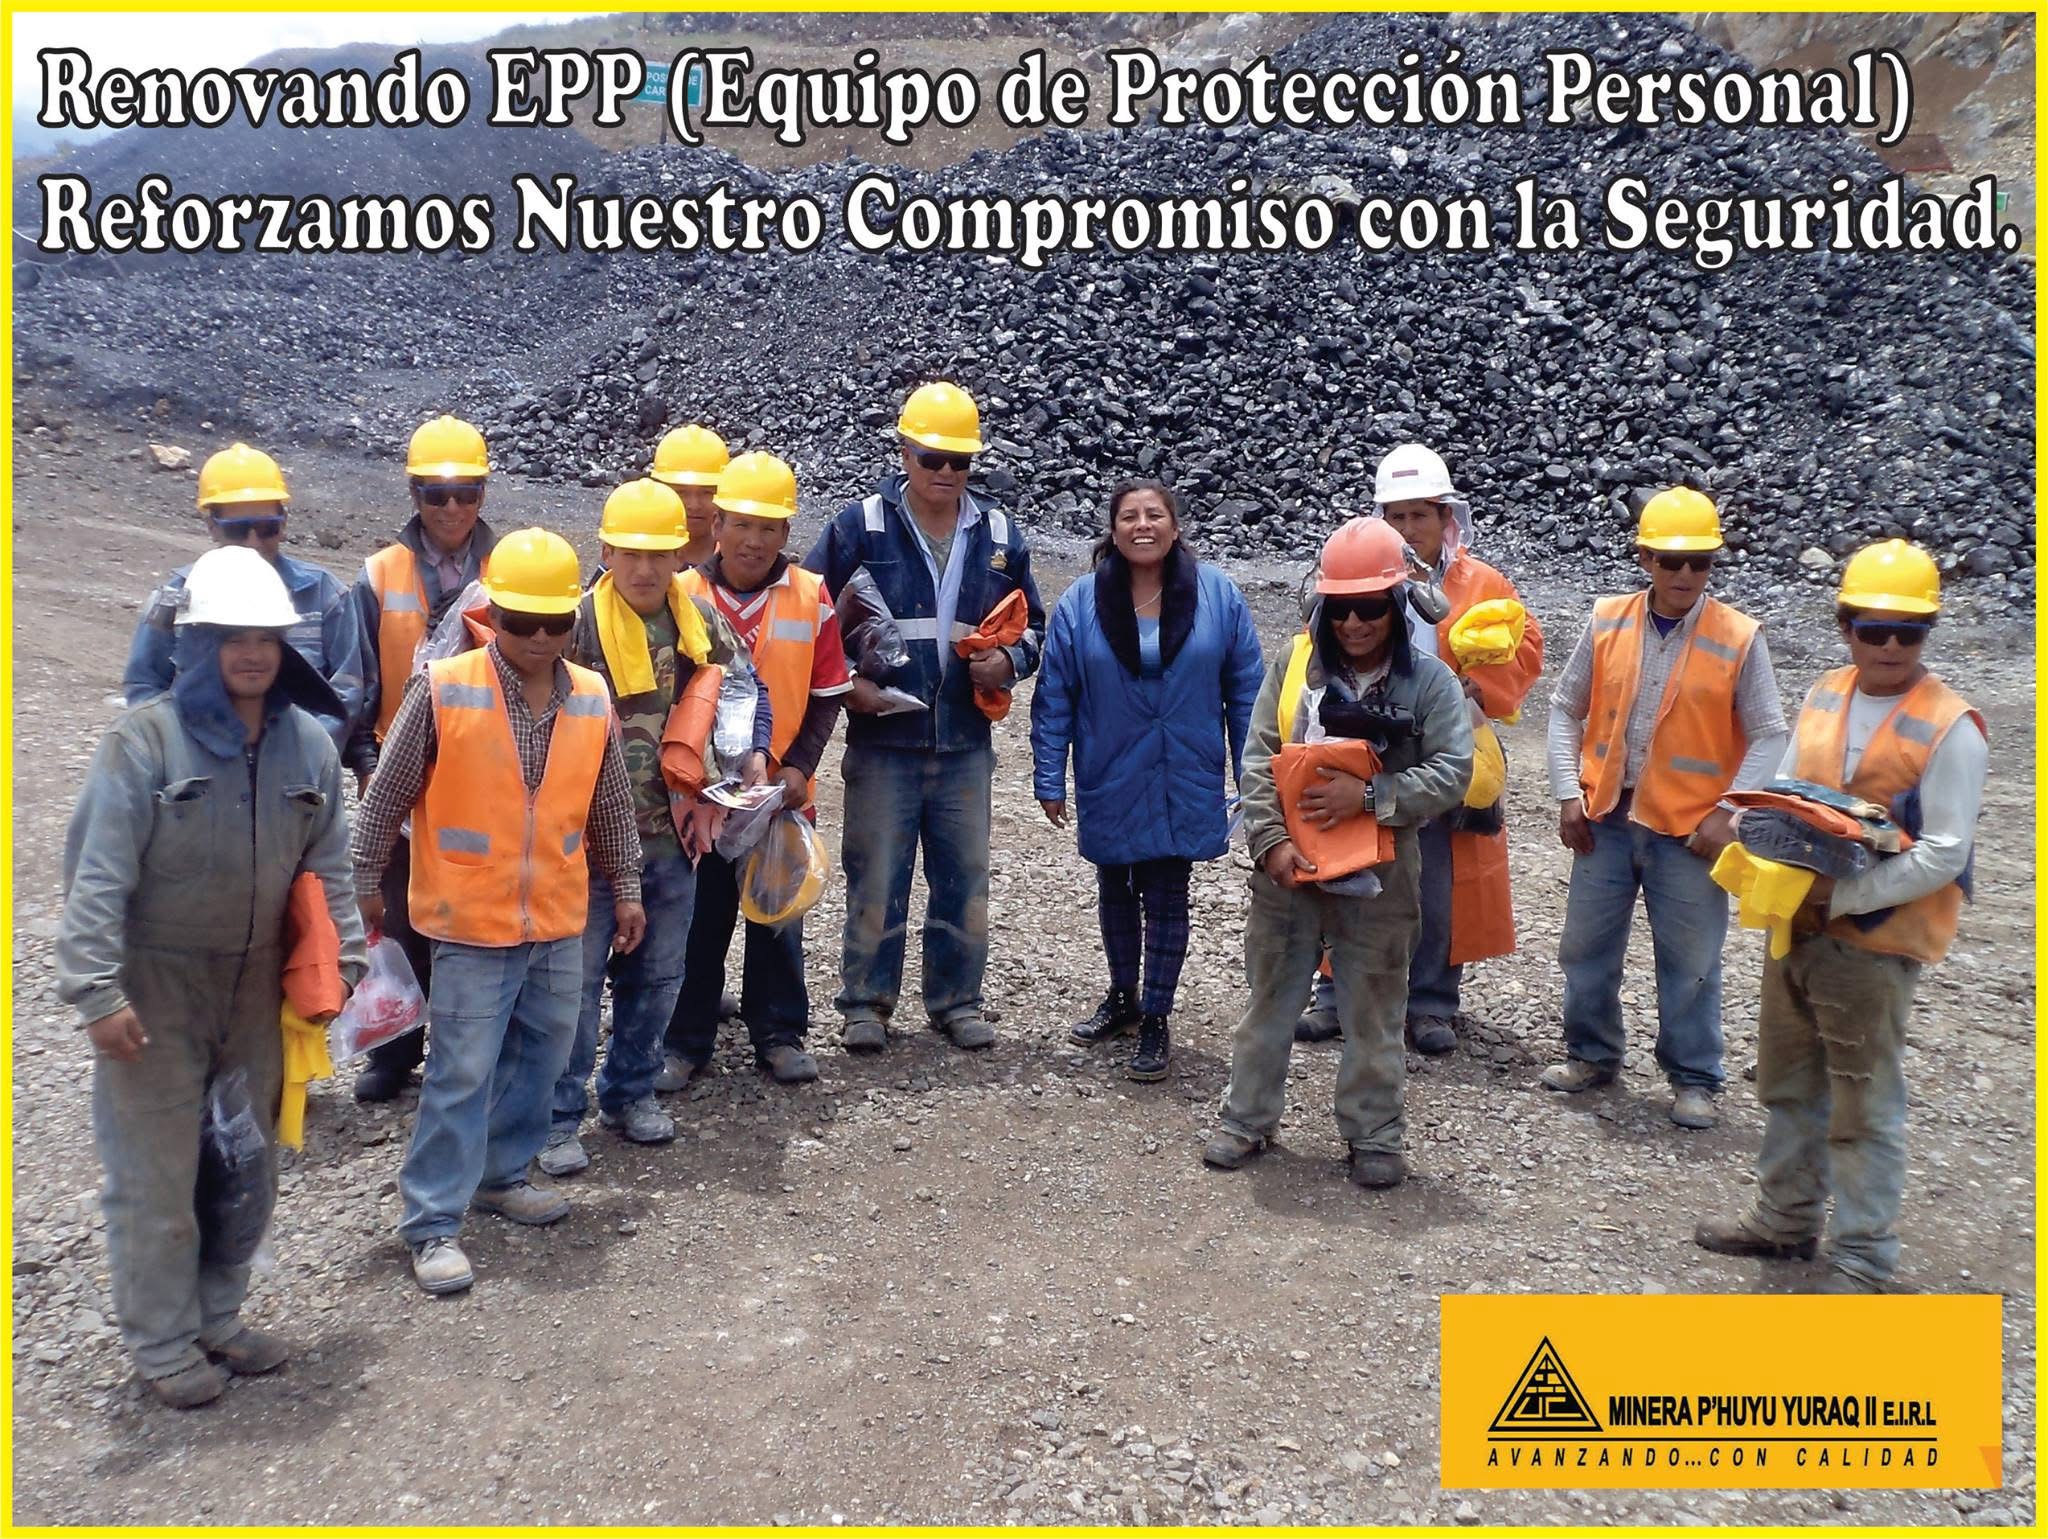 Renovando EPP (Equipo de Protección Personal)
Reforzamos Nuestro Compromiso con la Seguridad.
MINERA P'HUYU YURAQ II E.I.R.L
AVANZANDO...CON CALIDAD